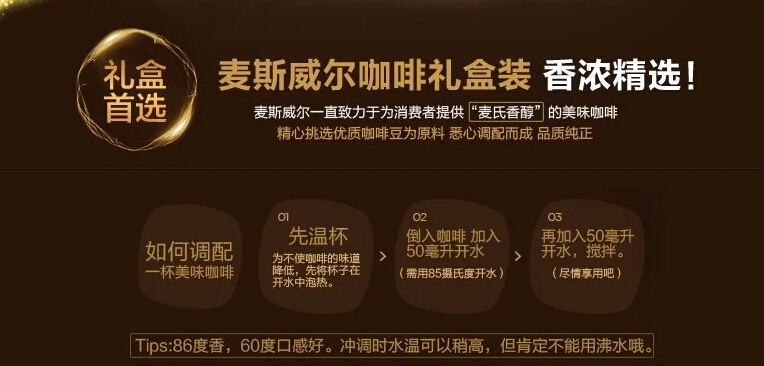 礼盒
首选
麦斯威尔咖啡礼盒装 香浓精选！
麦斯威尔一直致力于为消费者提供 “麦氏香醇” 的美味咖啡
精心挑选优质咖啡豆为原料 悉心调配而成 品质纯正
如何调配
一杯美味咖啡
01
先温杯
为不使咖啡的味道
降低，先将杯子在
开水中泡热。
>
02
倒入咖啡 加入
50毫升开水
（需用85摄氏度开水）
>
03
再加入50毫升
开水，搅拌。
（尽情享用吧）
Tips:86度香，60度口感好。冲调时水温可以稍高，但肯定不能用沸水哦。